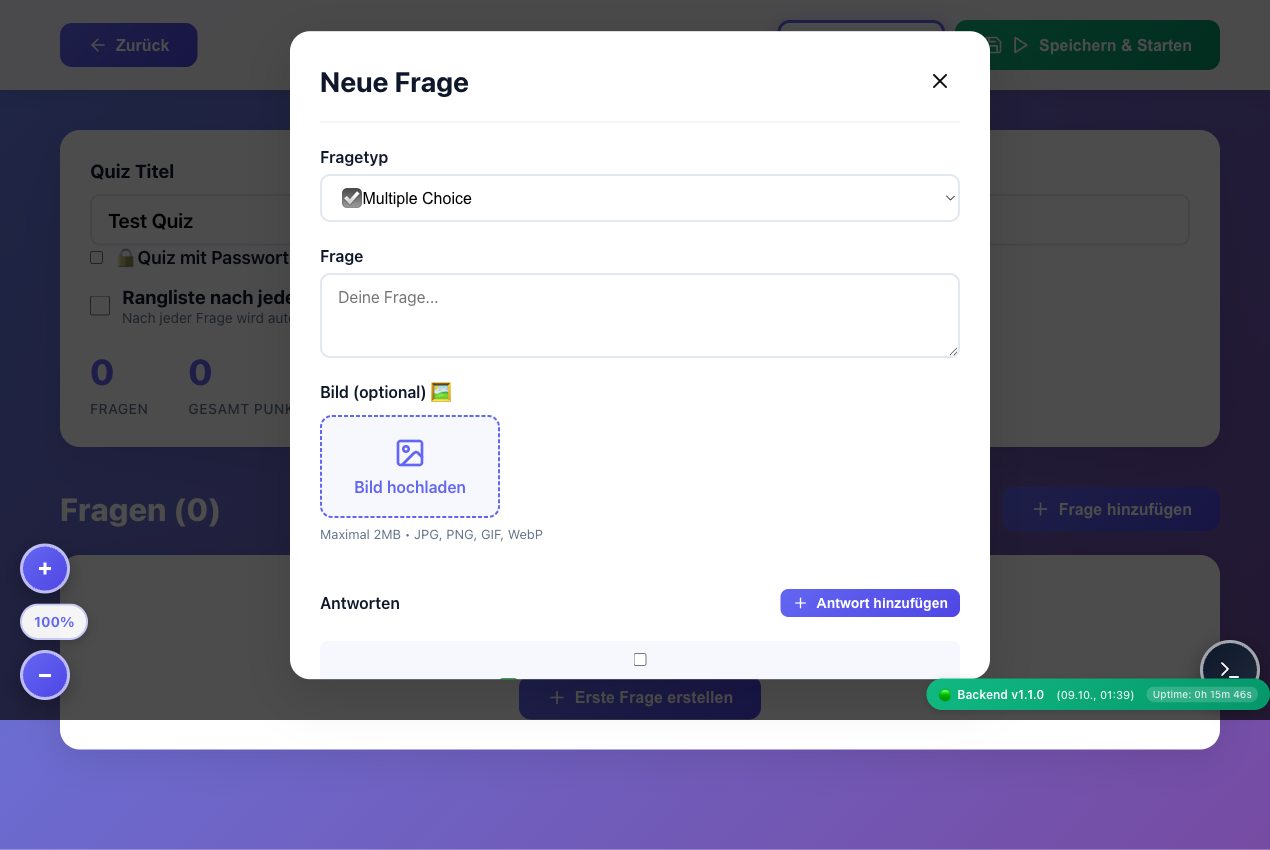 Zurück
Speichern & Starten
Neue Frage
Fragetyp
Multiple Choice
Quiz Titel
Test Quiz
Quiz mit Passwort
Frage
Deine Frage...
Rangliste nach jede
Nach jeder Frage wird
0
0
FRAGEN
GESAMT PUNK
Bild (optional)
Bild hochladen
Maximal 2MB • JPG, PNG, GIF, WebP
Fragen (0)
Frage hinzufügen
Antworten
Antwort hinzufügen
+
100%
−
Erste Frage erstellen
Backend v1.1.0 (09.10., 01:39) Uptime: 0h 15m 46s